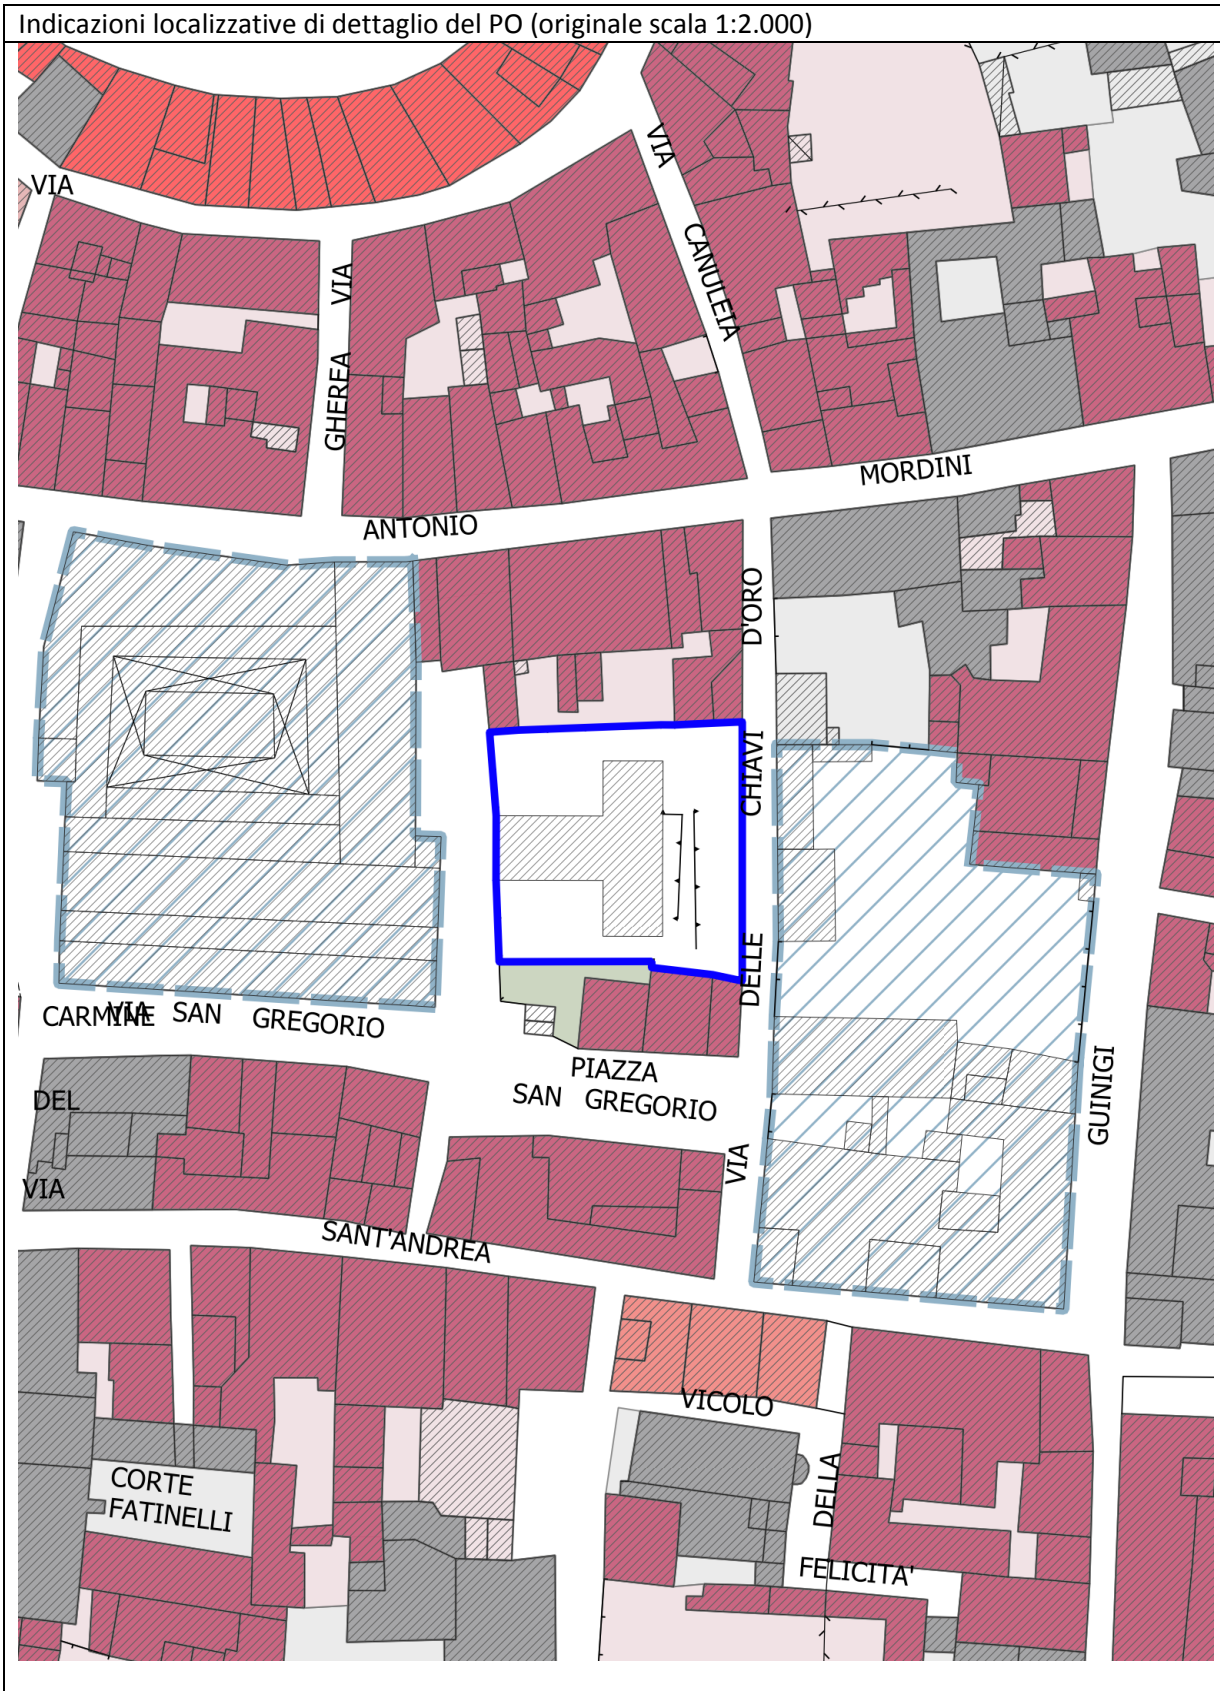 Indicazioni localizzative di dettaglio del PO (originale scala 1:2.000)
VIA
VIA
CANULEIA
VIA
GHEREA
MORDINI
ANTONIO
D'ORO
CHIAVI
DELLE
VIA
CARMINE
VIA SAN GREGORIO
PIAZZA
SAN GREGORIO
DEL
VIA
GUINIGI
SANT'ANDREA
VICOLO
DELLA
FELICITA'
CORTE
FATINELLI